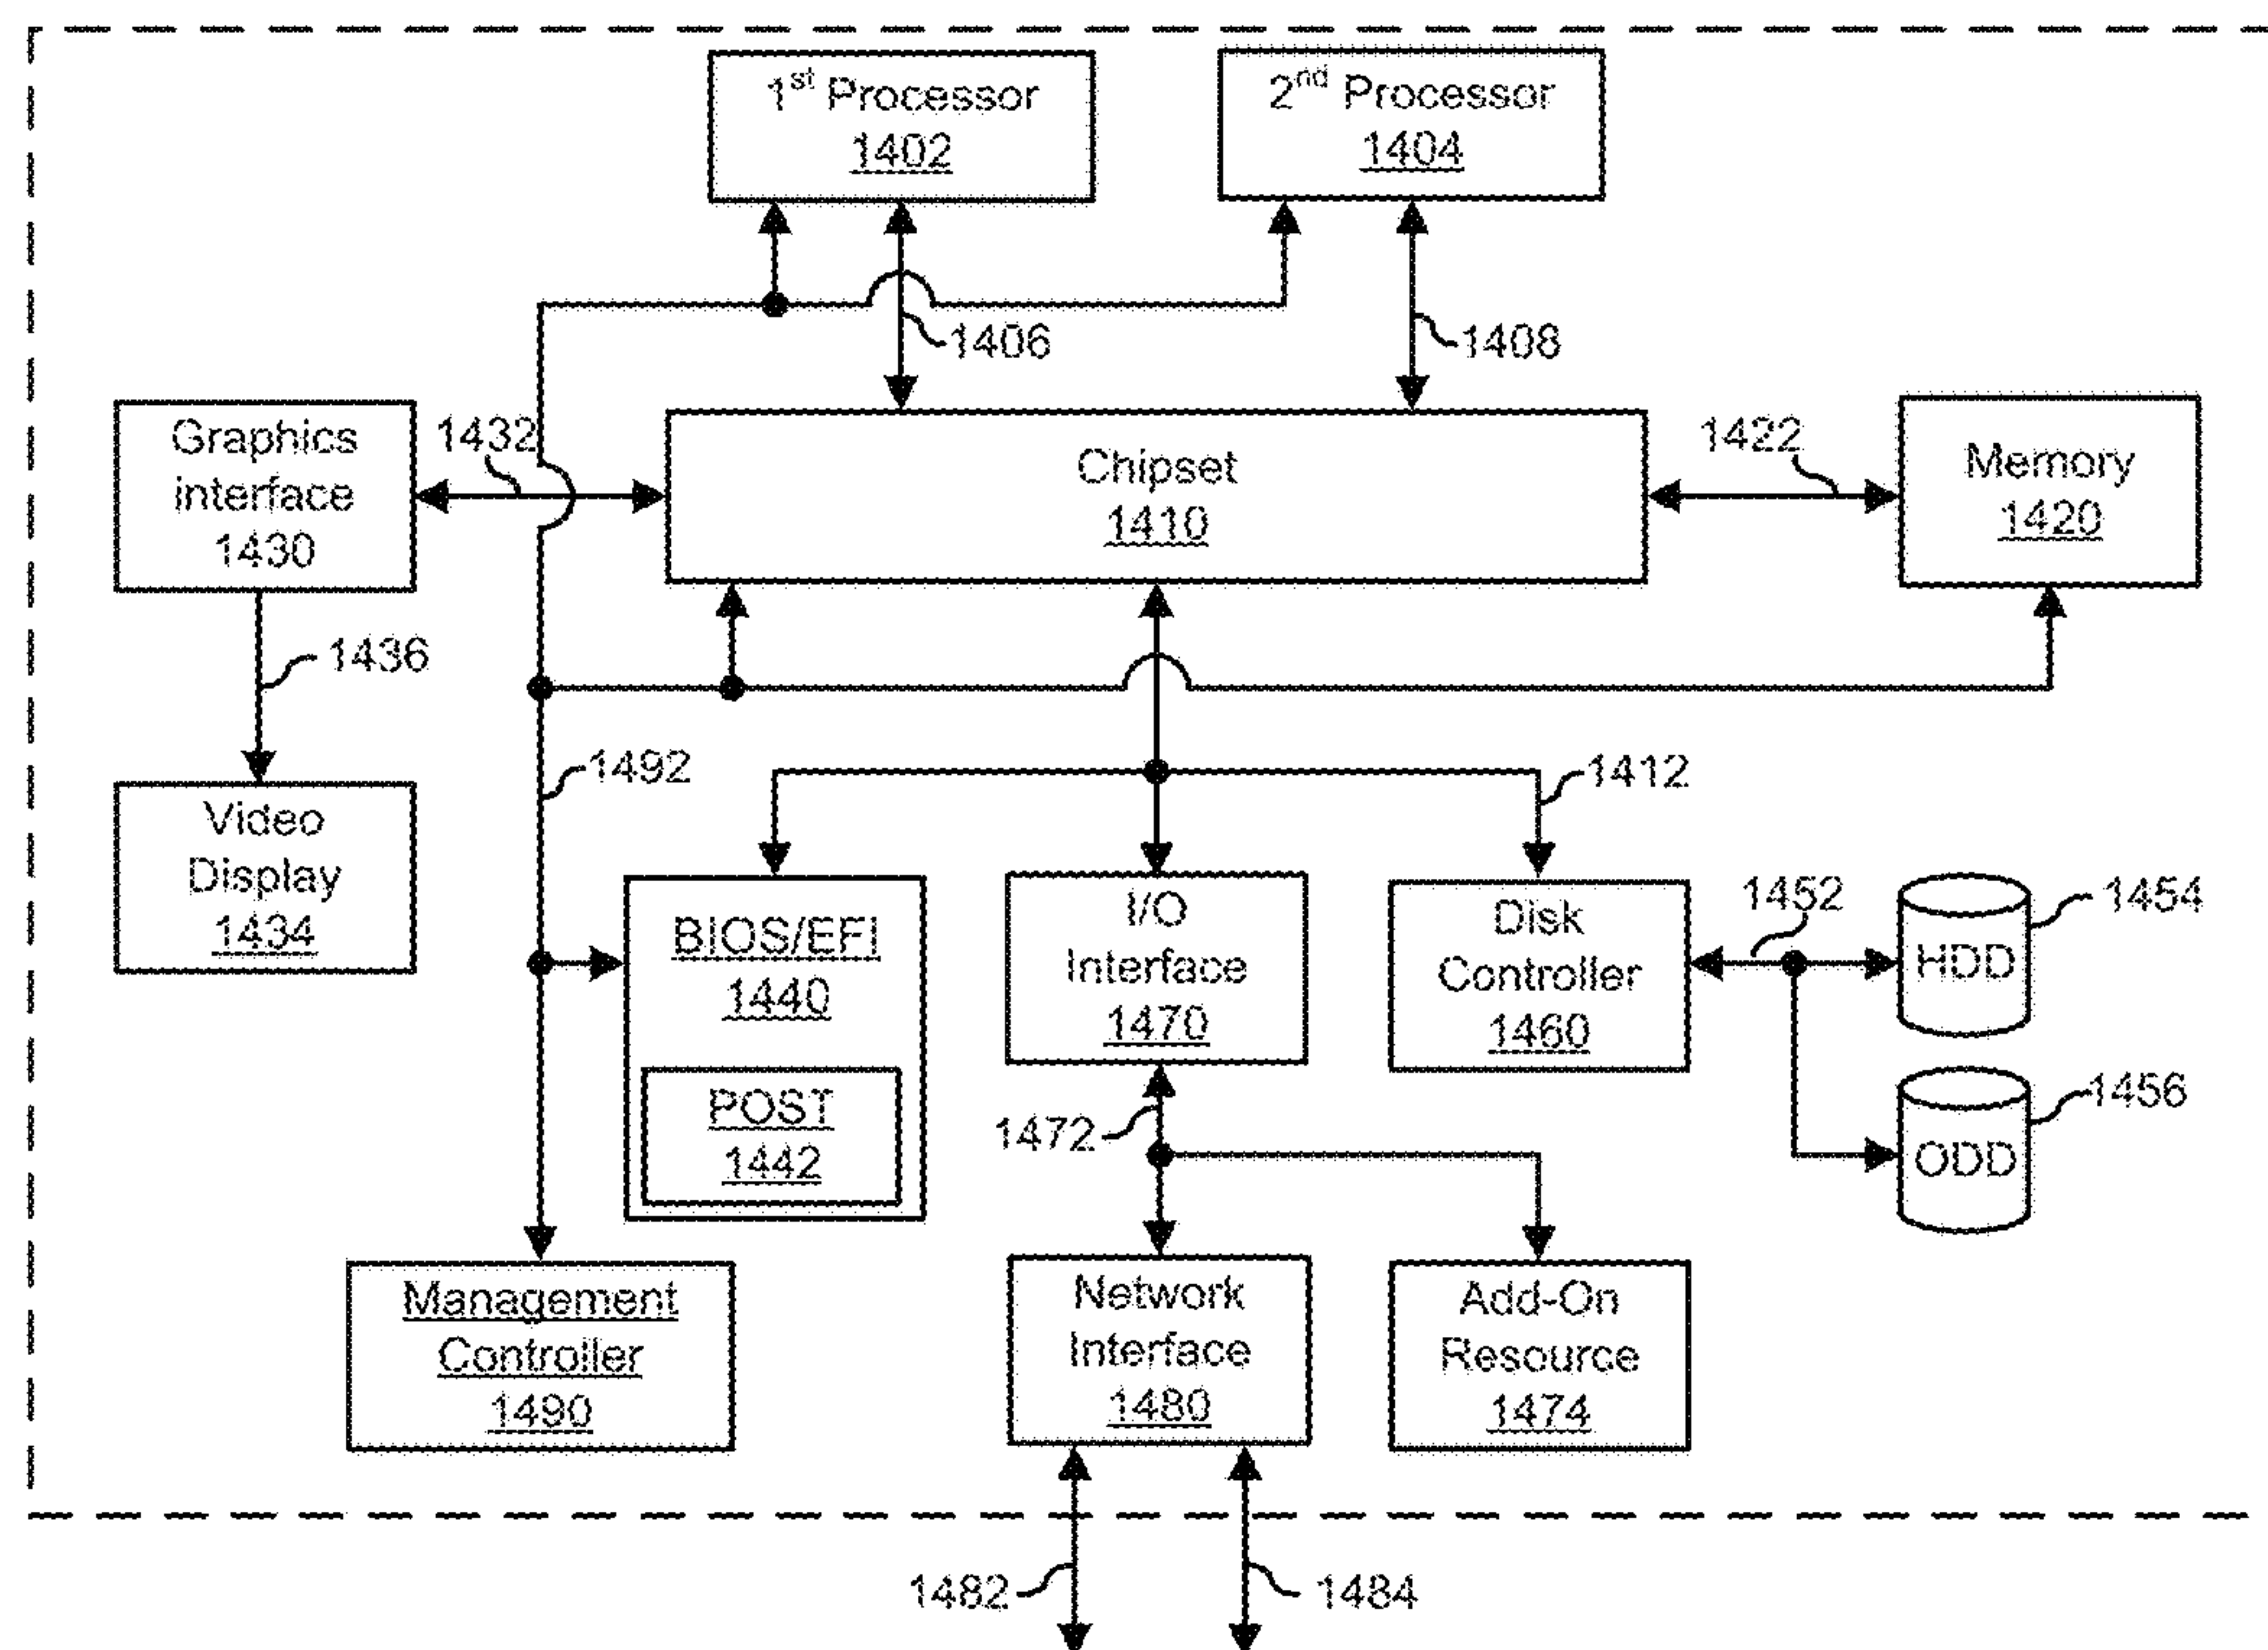 1st Processor
1402
2nd Processor
1404
1406
1408
Graphics
interface
1430
1432
Chipset
1410
1422
Memory
1420
1436
1492
1412
Video
Display
1434
BIOS/EFI
1440
POST
1442
I/O
Interface
1470
Disk
Controller
1460
1452
HDD
1454
1472
ODD
1456
Management
Controller
1490
Network
Interface
1480
Add-On
Resource
1474
1482
1484